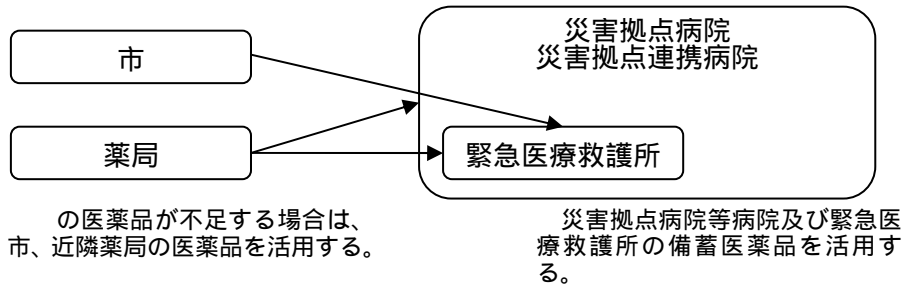 災害拠点病院
災害拠点連携病院
市
薬局
緊急医療救護所
の医薬品が不足する場合は、
市、近隣薬局の医薬品を活用する。
災害拠点病院等病院及び緊急医
療救護所の備蓄医薬品を活用す
る。